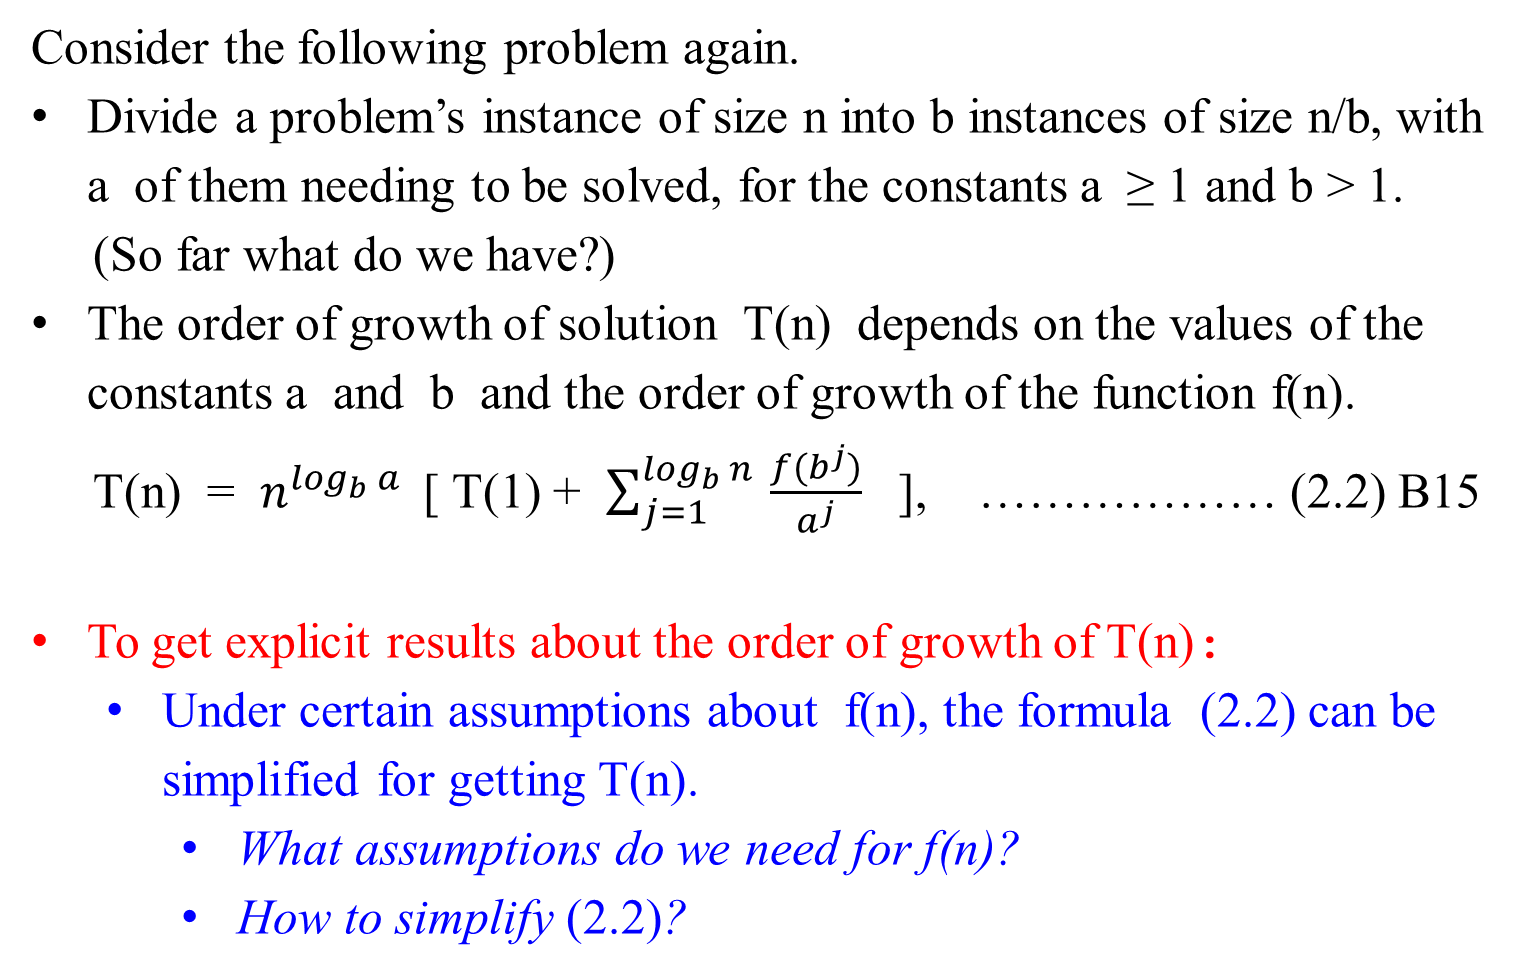 Consider the following problem again.
• Divide a problem’s instance of size n into b instances of size n/b, with
a of them needing to be solved, for the constants a ≥ 1 and b > 1.
(So far what do we have?)
• The order of growth of solution T(n) depends on the values of the
constants a and b and the order of growth of the function f(n).
T(n) = n^{log_b a} [ T(1) + ∑_{j=1}^{log_b n} \frac{f(b^j)}{a^j} ], ……………… (2.2) B15
• To get explicit results about the order of growth of T(n):
• Under certain assumptions about f(n), the formula (2.2) can be
simplified for getting T(n).
• What assumptions do we need for f(n)?
• How to simplify (2.2)?